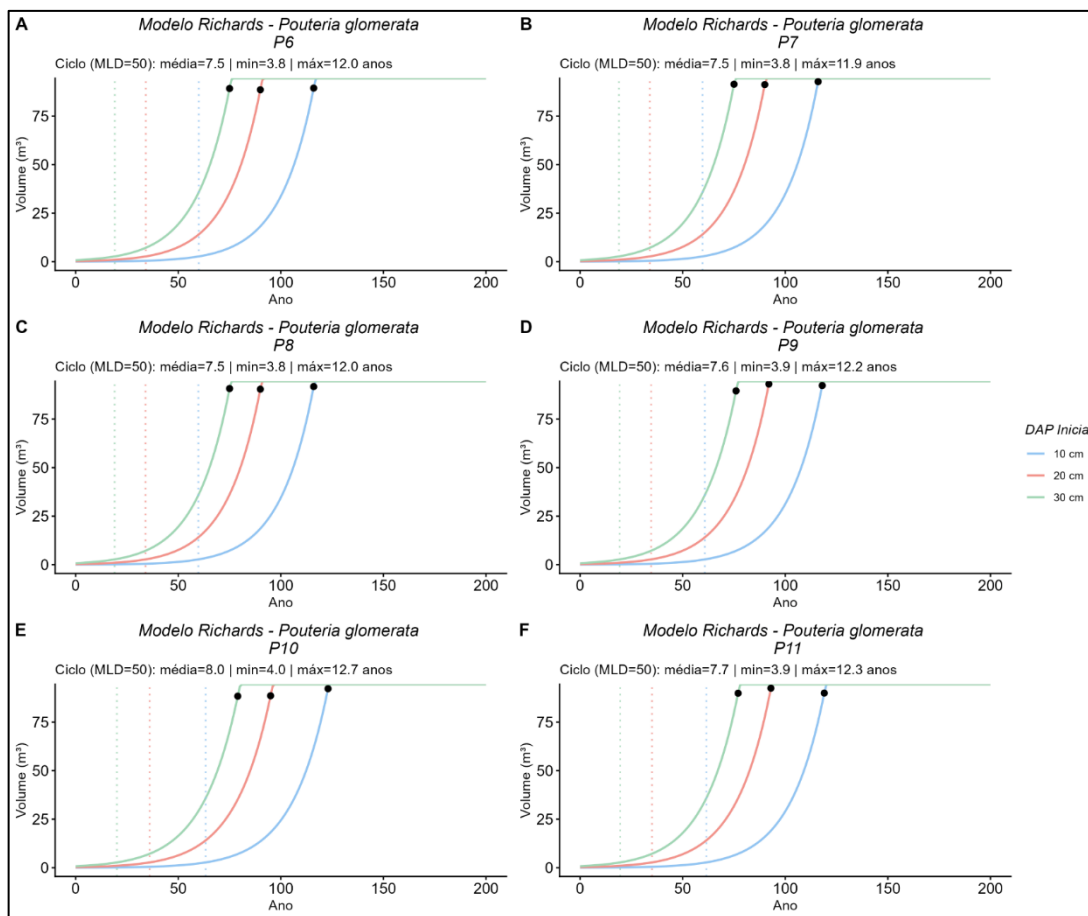 A
Modelo Richards - Pouteria glomerata
P6
Ciclo (MLD=50): média=7.5 | min=3.8 | máx=12.0 anos
Volume (m³)
75
50
25
0
0 50 100 150 200
Ano
B
Modelo Richards - Pouteria glomerata
P7
Ciclo (MLD=50): média=7.5 | min=3.8 | máx=11.9 anos
Volume (m³)
75
50
25
0
0 50 100 150 200
Ano
C
Modelo Richards - Pouteria glomerata
P8
Ciclo (MLD=50): média=7.5 | min=3.8 | máx=12.0 anos
Volume (m³)
75
50
25
0
0 50 100 150 200
Ano
D
Modelo Richards - Pouteria glomerata
P9
Ciclo (MLD=50): média=7.6 | min=3.9 | máx=12.2 anos
Volume (m³)
75
50
25
0
0 50 100 150 200
Ano
DAP Inicia
10 cm
20 cm
30 cm
E
Modelo Richards - Pouteria glomerata
P10
Ciclo (MLD=50): média=8.0 | min=4.0 | máx=12.7 anos
Volume (m³)
75
50
25
0
0 50 100 150 200
Ano
F
Modelo Richards - Pouteria glomerata
P11
Ciclo (MLD=50): média=7.7 | min=3.9 | máx=12.3 anos
Volume (m³)
75
50
25
0
0 50 100 150 200
Ano